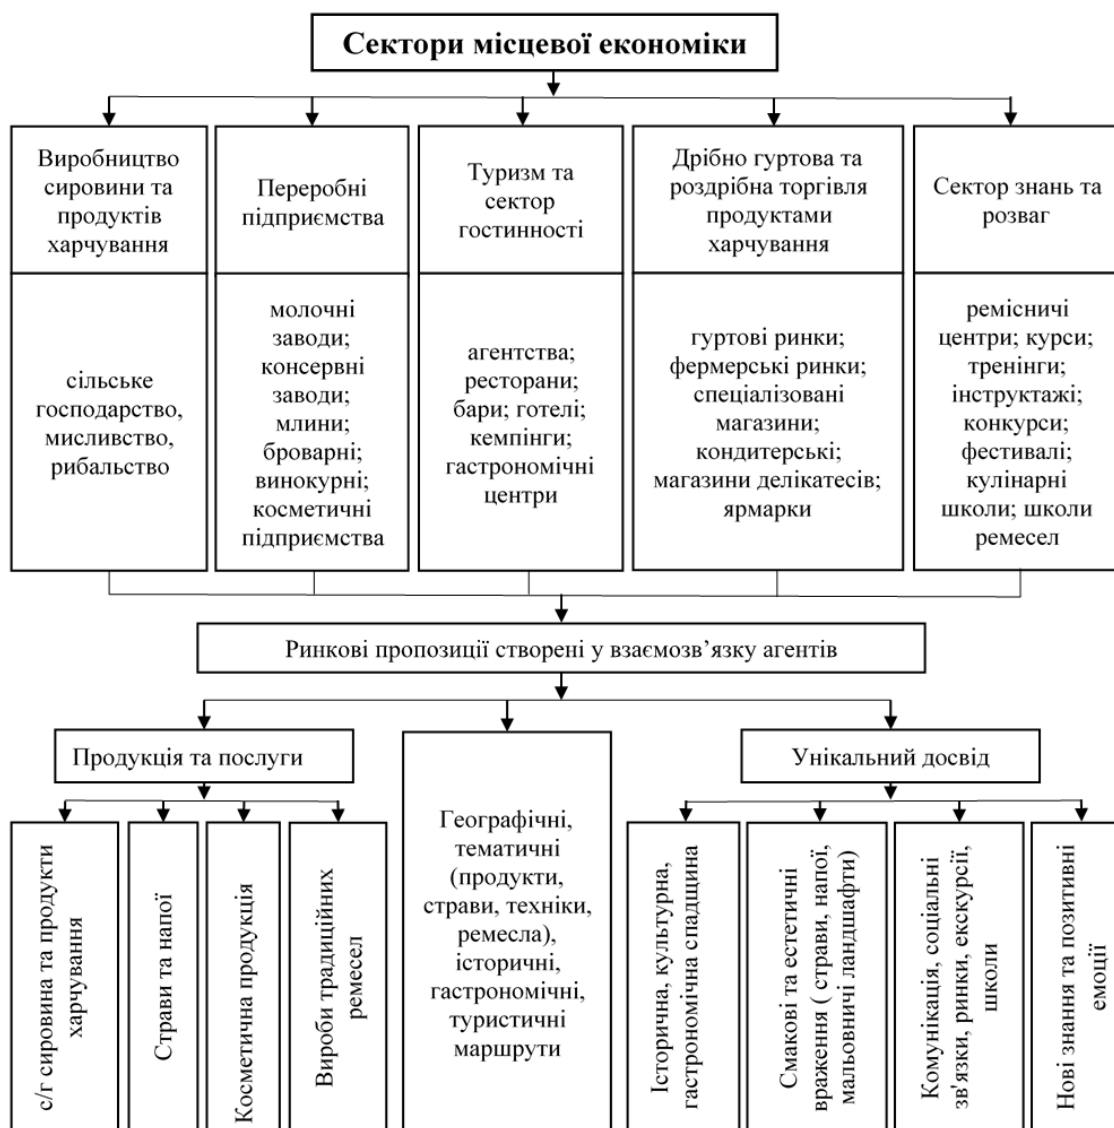 Сектори місцевої економіки
Виробництво
сировини та
продуктів
харчування
Переробні
підприємства
Туризм та
сектор
гостинності
Дрібно гуртова та
роздрібна торгівля
продуктами
харчування
Сектор знань та
розваг
сільське
господарство,
мисливство,
рибальство
молочні
заводи;
консервні
заводи;
млини;
броварні;
винокурні;
косметичні
підприємства
агентства;
ресторани;
бари; готелі;
кемпінги;
гастрономічні
центри
гуртові ринки;
фермерські ринки;
спеціалізовані
магазини;
кондитерські;
магазини делікатесів;
ярмарки
ремісничі
центри; курси;
тренінги;
інструктажі;
конкурси;
фестивалі;
кулінарні
школи; школи
ремесел
Ринкові пропозиції створені у взаємозв’язку агентів
Продукція та послуги
с/г сировина та продукти
харчування
Страви та напої
Косметична продукція
Вироби традиційних
ремесел
Географічні,
тематичні
(продукти,
страви, техніки,
ремесла),
історичні,
гастрономічні,
туристичні
маршрути
Унікальний досвід
Історична, культурна,
гастрономічна спадщина
Смакові та естетичні
враження ( страви, напої,
мальовничі ландшафти)
Комунікація, соціальні
зв'язки, ринки, екскурсії,
школи
Нові знання та позитивні
емоції